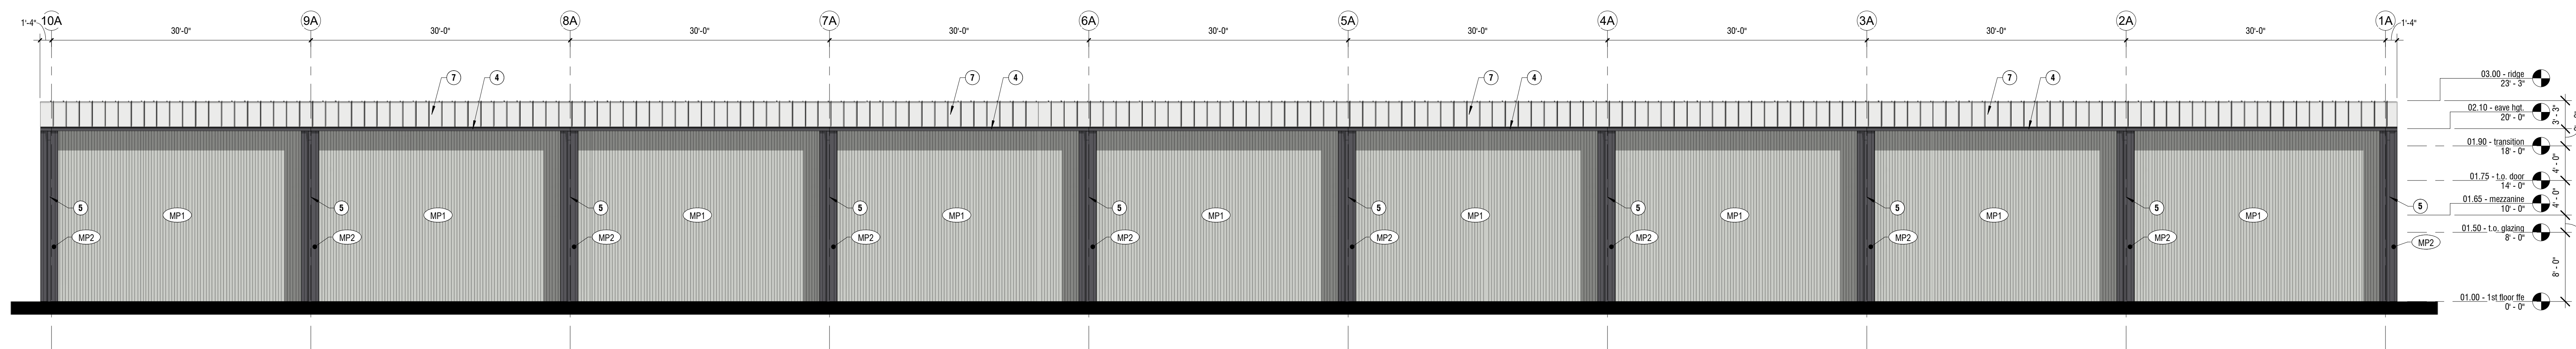 1'-4" 10A 9A 8A 7A 6A 5A 4A 3A 2A 1A 1'-4"
30'-0" 30'-0" 30'-0" 30'-0" 30'-0" 30'-0" 30'-0" 30'-0" 30'-0"
7 4 7 4 7 4 7 4
03.00 - ridge
23' - 3"
02.10 - eave hgt.
20' - 0"
3' - 3"
01.90 - transition
18' - 0"
4' - 0"
01.75 - t.o. door
14' - 0"
01.65 - mezzanine
10' - 0"
4' - 0"
5 5 5 5 5 5 5 5 5 5
MP1 MP1 MP1 MP1 MP1 MP1 MP1 MP1 MP1
MP2 MP2 MP2 MP2 MP2 MP2 MP2 MP2 MP2 MP2
01.50 - t.o. glazing
8' - 0"
8' - 0"
01.00 - 1st floor ffe
0' - 0"